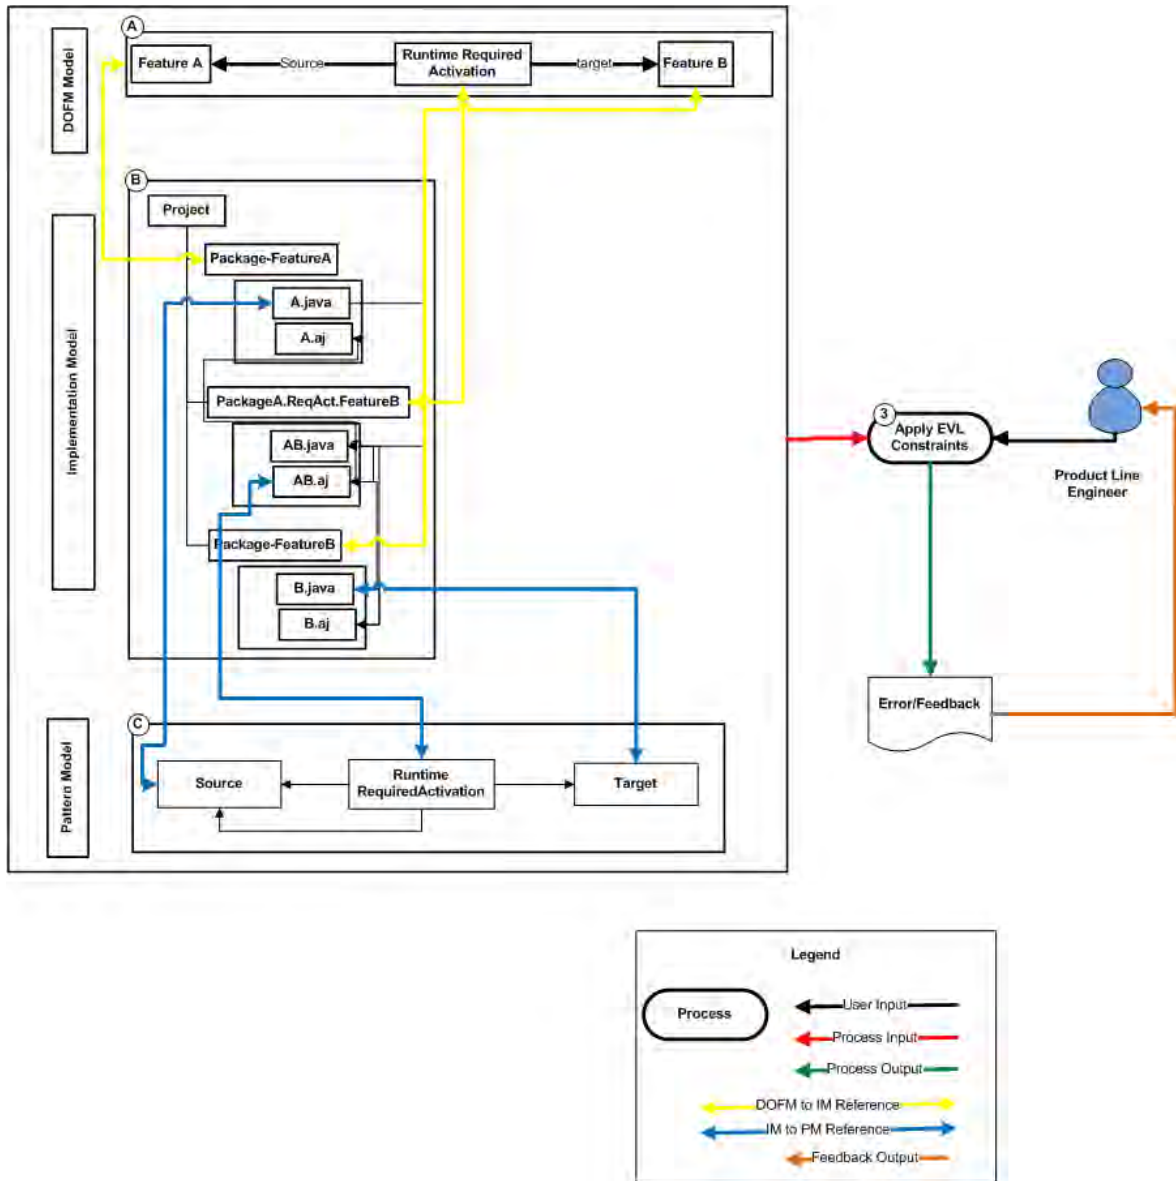 A
DOFM Model
Feature A
Source
Runtime Required
Activation
target
Feature B
B
Implementation Model
Project
Package-FeatureA
A.java
A.aj
PackageA.ReqAct.FeatureB
AB.java
AB.aj
Package-FeatureB
B.java
B.aj
3
Apply EVL
Constraints
Product Line
Engineer
Error/Feedback
C
Pattern Model
Source
Runtime
RequiredActivation
Target
Legend
Process
User Input
Process Input
Process Output
DOFM to IM Reference
IM to PM Reference
Feedback Output